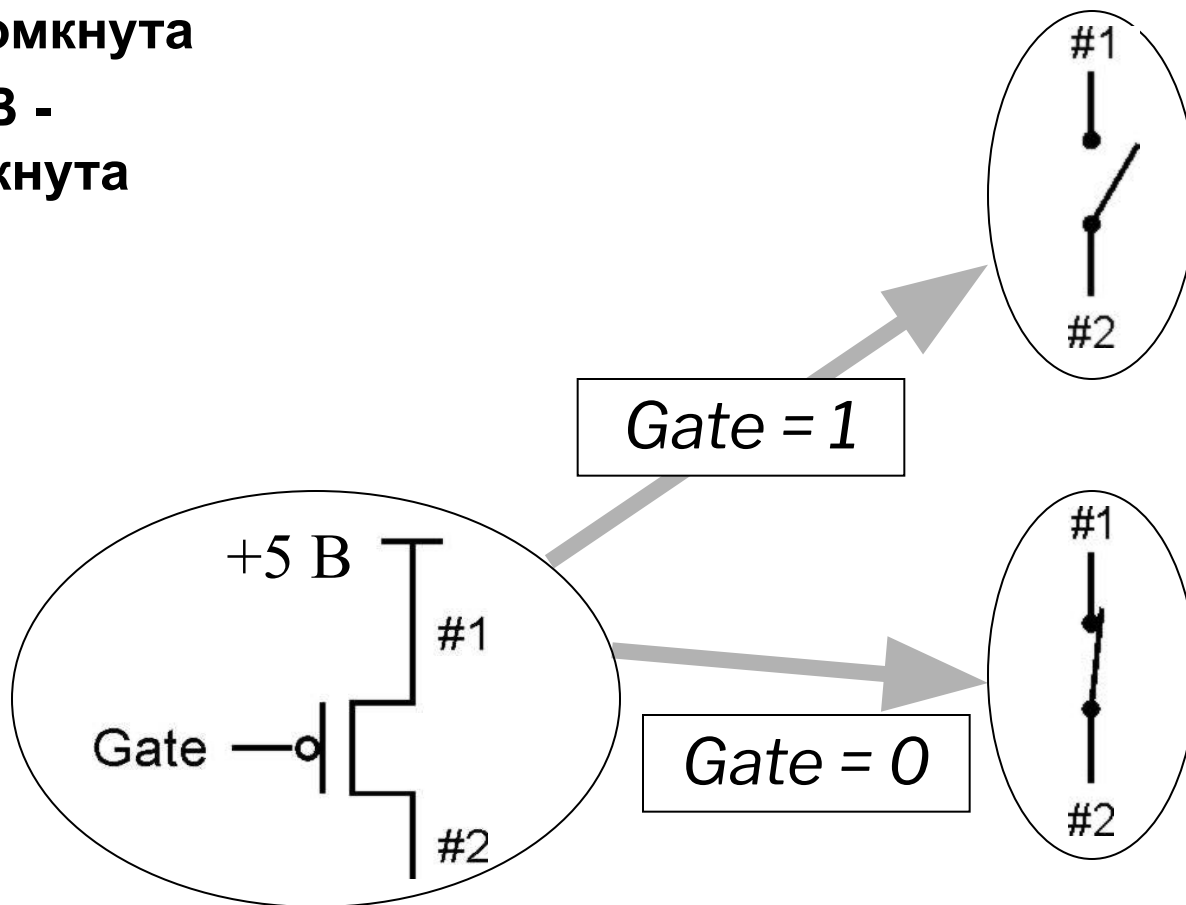 омкнута
В -
кнута
#1
#2
Gate = 1
+5 В
#1
#1
Gate
Gate = 0
#2
#2